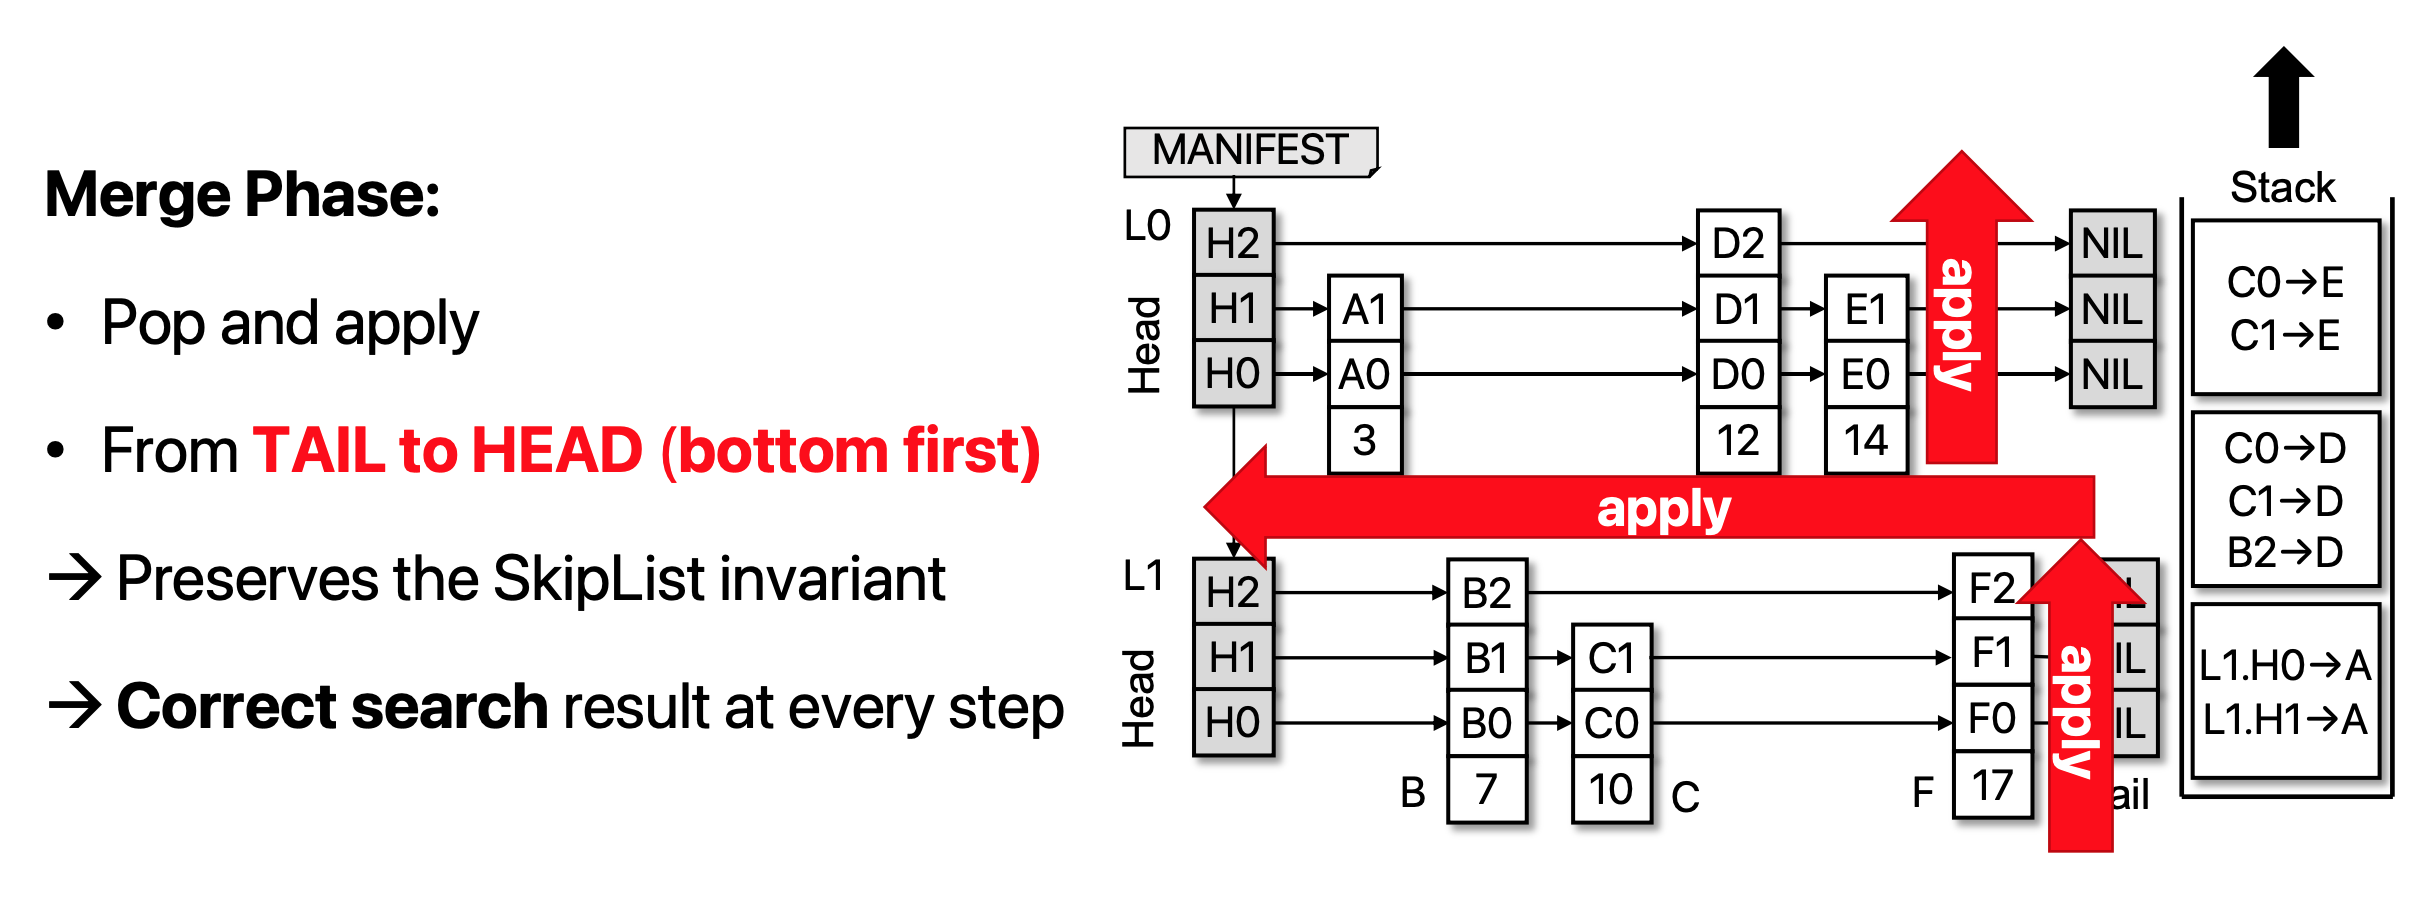 Merge Phase:
• Pop and apply
• From TAIL to HEAD (bottom first)
→ Preserves the SkipList invariant
→ Correct search result at every step
MANIFEST
L0
Head
H2
D2
NIL
H1
A1
D1
E1
NIL
H0
A0
D0
E0
NIL
3
12
14
apply
apply
L1
Head
H2
B2
F2
IL
H1
B1
C1
F1
IL
H0
B0
C0
F0
IL
B
7
10
C
F
17
ail
apply
Stack
C0→E
C1→E
C0→D
C1→D
B2→D
L1.H0→A
L1.H1→A